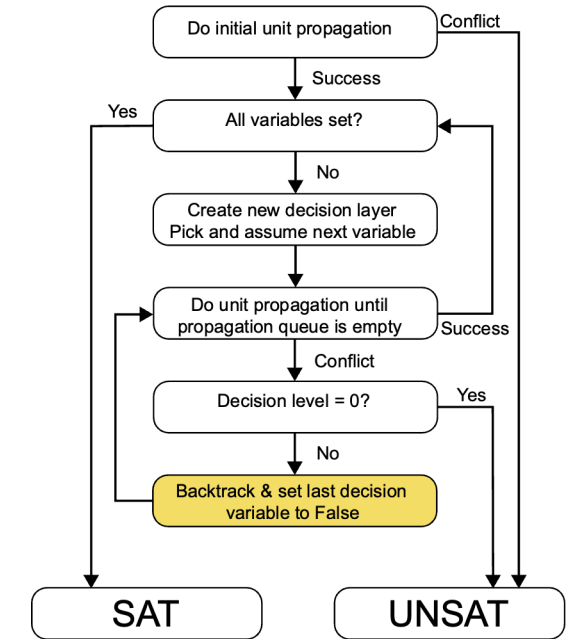 Do initial unit propagation
Conflict
Success
Yes
All variables set?
No
Create new decision layer
Pick and assume next variable
Do unit propagation until
propagation queue is empty
Success
Conflict
Decision level = 0?
Yes
No
Backtrack & set last decision
variable to False
SAT
UNSAT